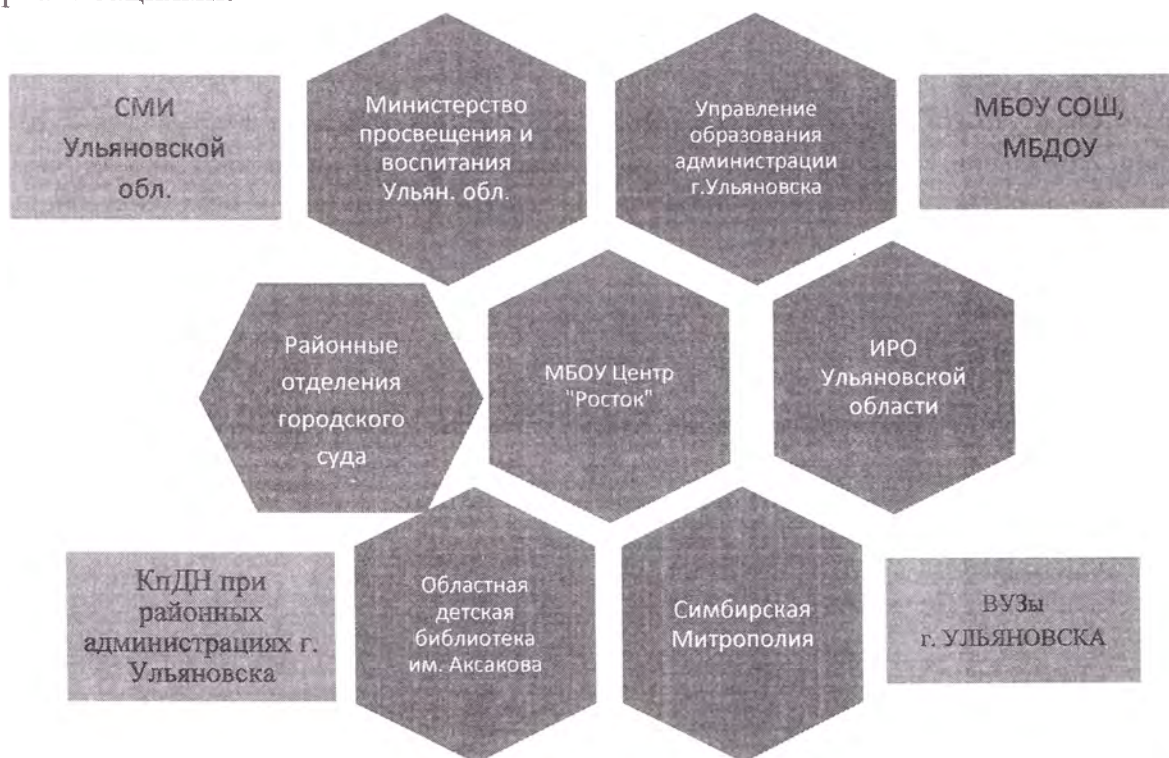 СМИ
Ульяновской
обл.
Министерство
просвещения и
воспитания
Ульян. обл.
Управление
образования
администрации
г.Ульяновска
МБОУ СОШ,
МБДОУ
Районные
отделения
городского
суда
МБОУ Центр
"Росток"
ИРО
Ульяновской
области
КпДН при
районных
администрациях г.
Ульяновска
Областная
детская
библиотека
им. Аксакова
Симбирская
Митрополия
ВУЗы
г. УЛЬЯНОВСКА